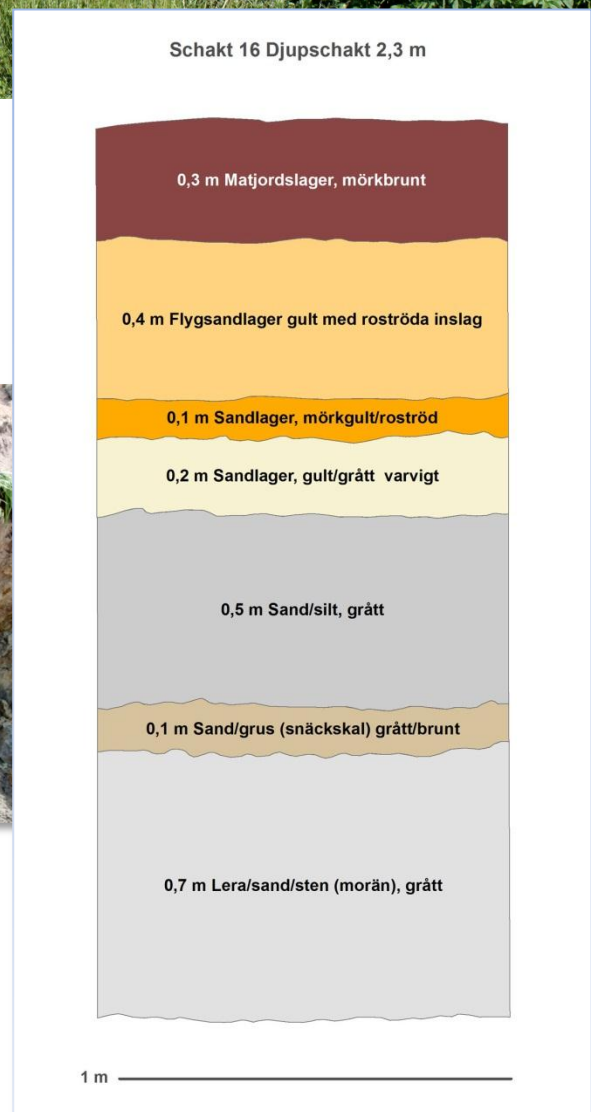 Schakt 16 Djupschakt 2,3 m
0,3 m Matjordslager, mörkbrunt
0,4 m Flygsandlager gult med roströda inslag
0,1 m Sandlager, mörkgult/roströd
0,2 m Sandlager, gult/grått  varvigt
0,5 m Sand/silt, grått
0,1 m Sand/grus (snäckskal) grått/brunt
0,7 m Lera/sand/sten (morän), grått
1 m